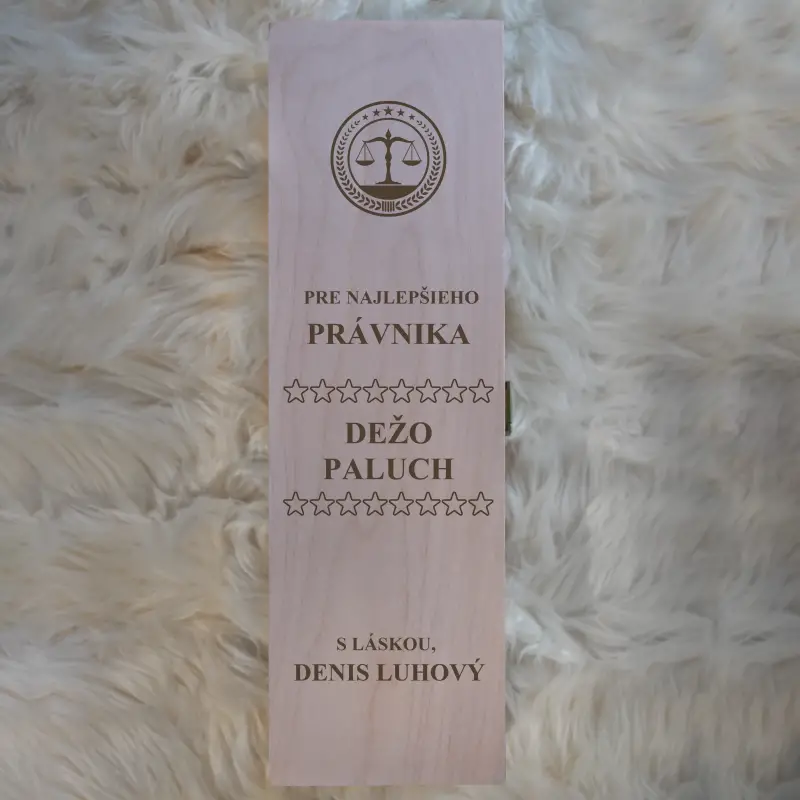 PRE NAJLEPŠIEHO
PRÁVNIKA
DEŽO
PALUCH
S LÁSKOU,
DENIS LUHOVÝ